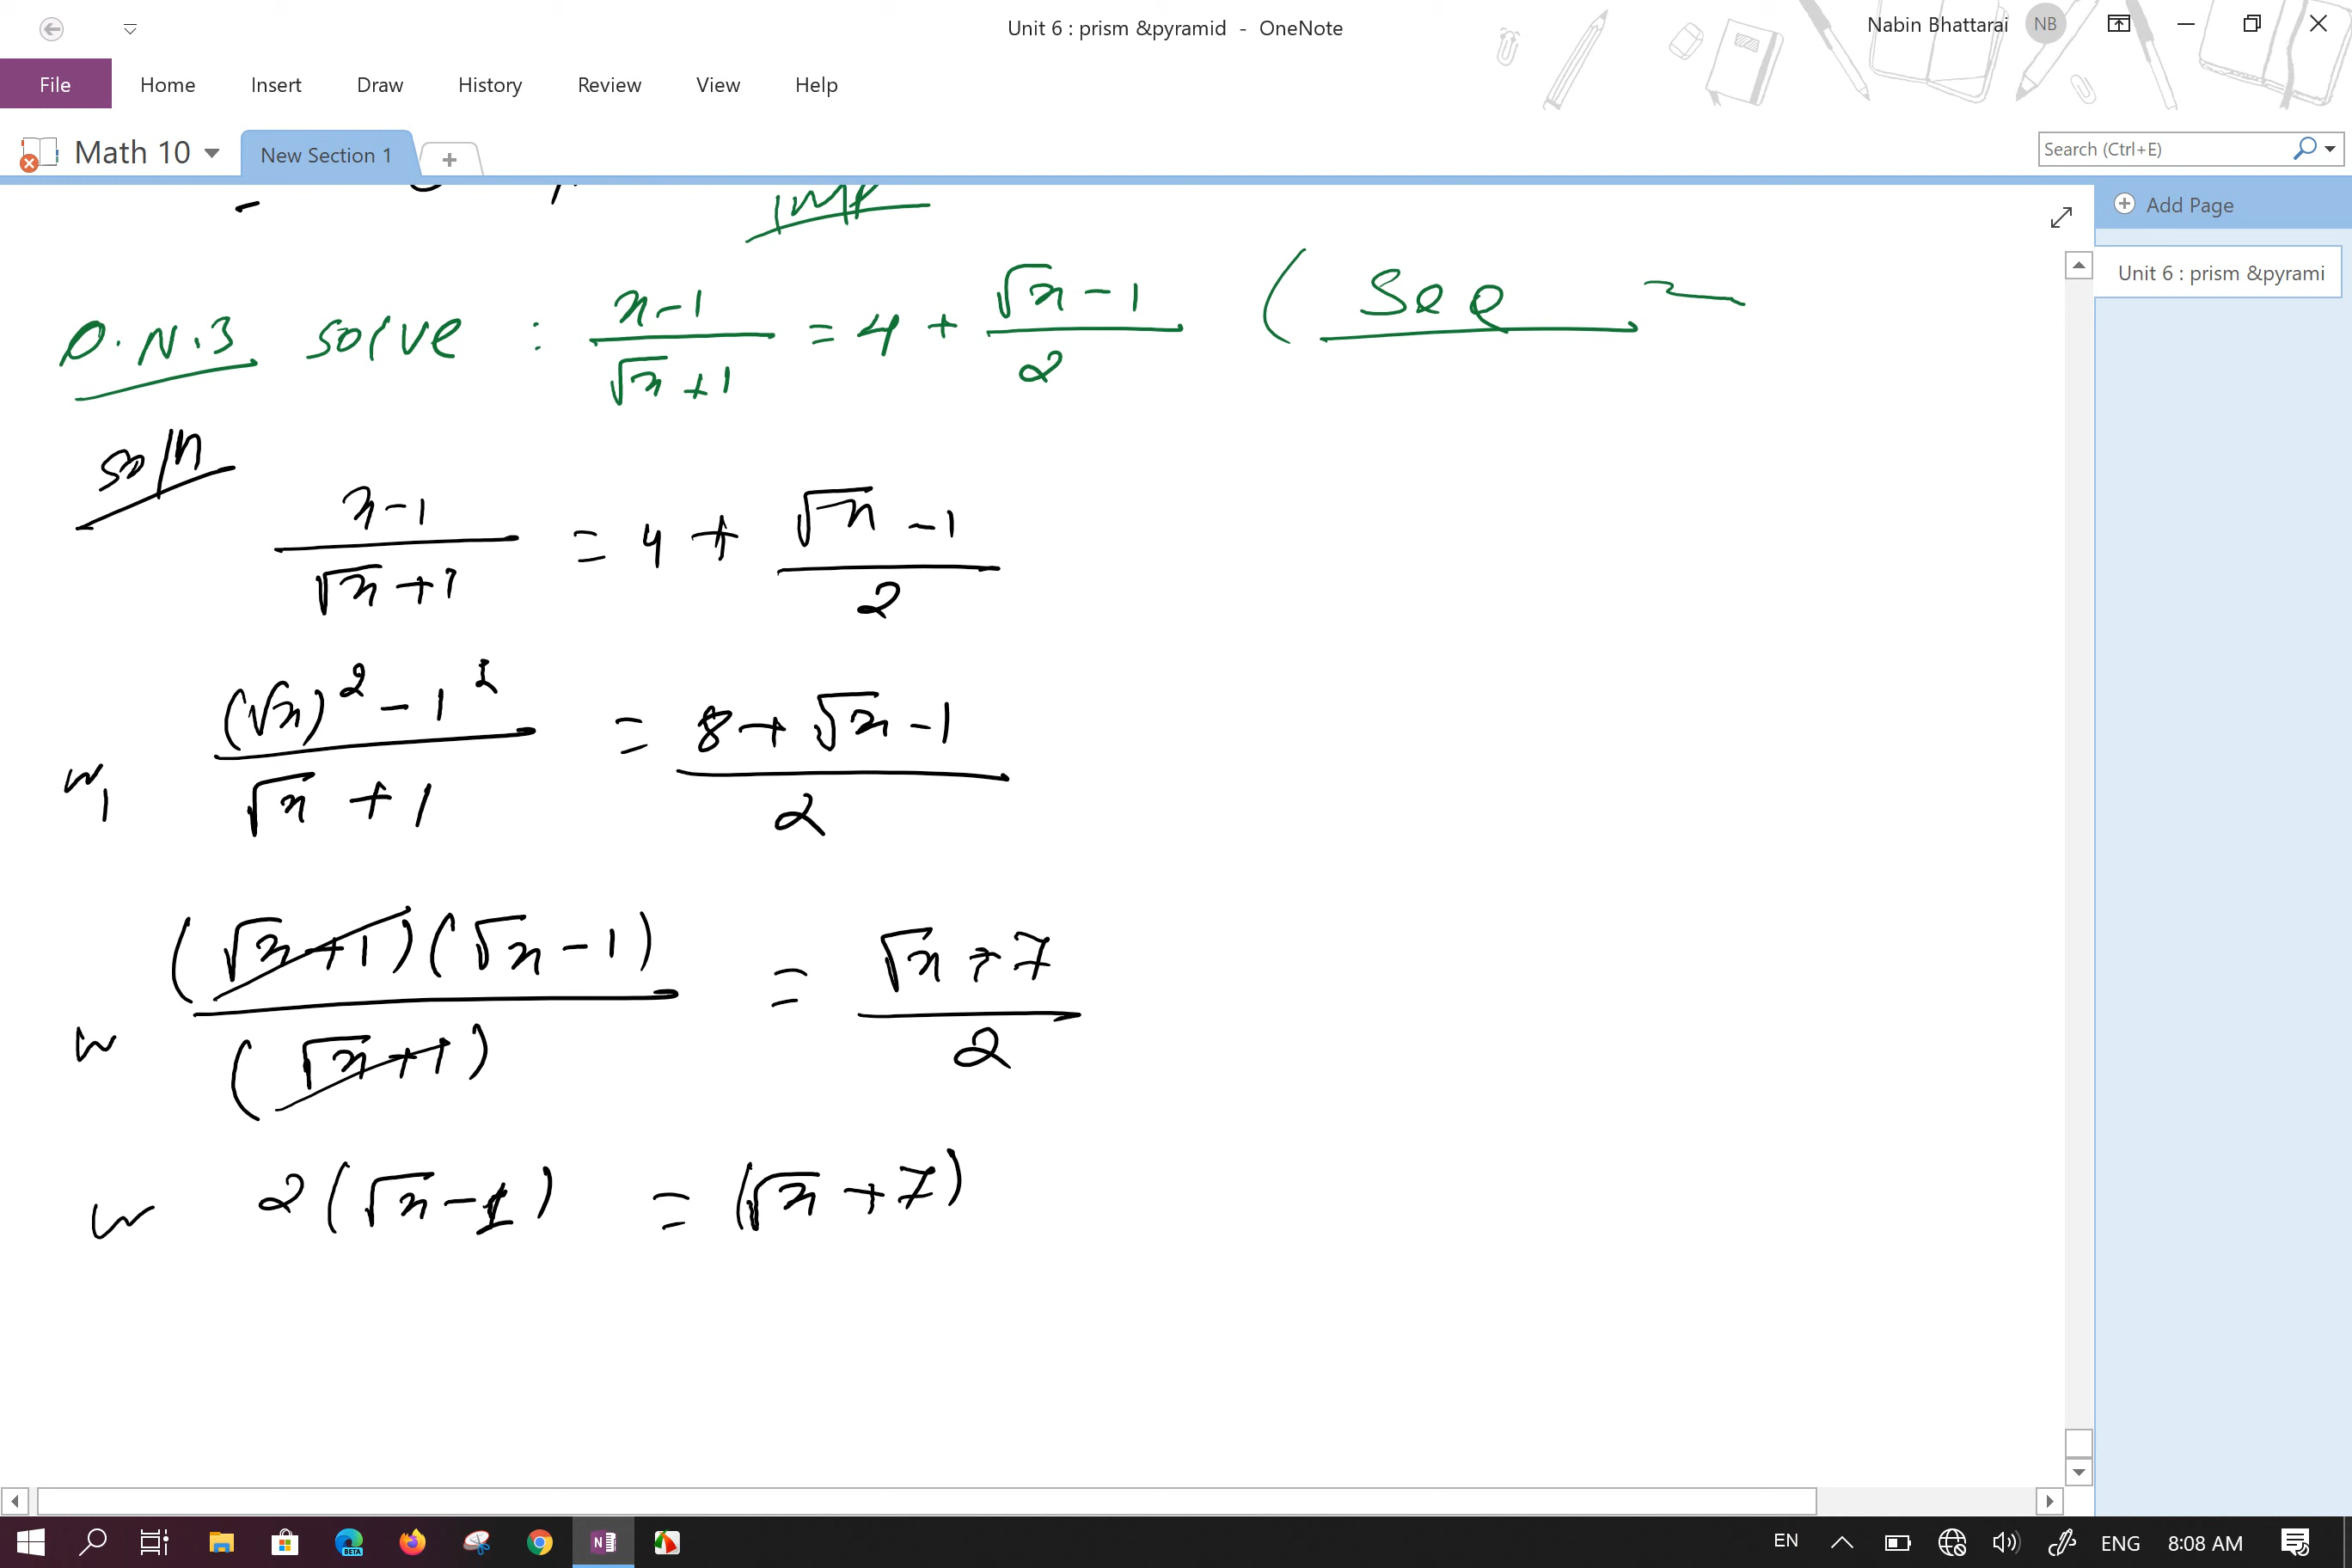 Unit 6 : prism &pyramid - OneNote
Nabin Bhattarai NB
File Home Insert Draw History Review View Help
Math 10 New Section 1 +
Search (Ctrl+E)
Add Page
Unit 6 : prism &pyrami
Imp
Q.N.3 solve : (x-1)/(√x+1) = 4 + (√x-1)/2 ( See
soln
(x-1)/(√x+1) = 4 + (√x-1)/2
((√x)²-1²)/(√x+1) = (8+√x-1)/2
((√x+1)(√x-1))/((√x+1)) = (√x+7)/2
2(√x-1) = (√x+7)
EN ENG 8:08 AM